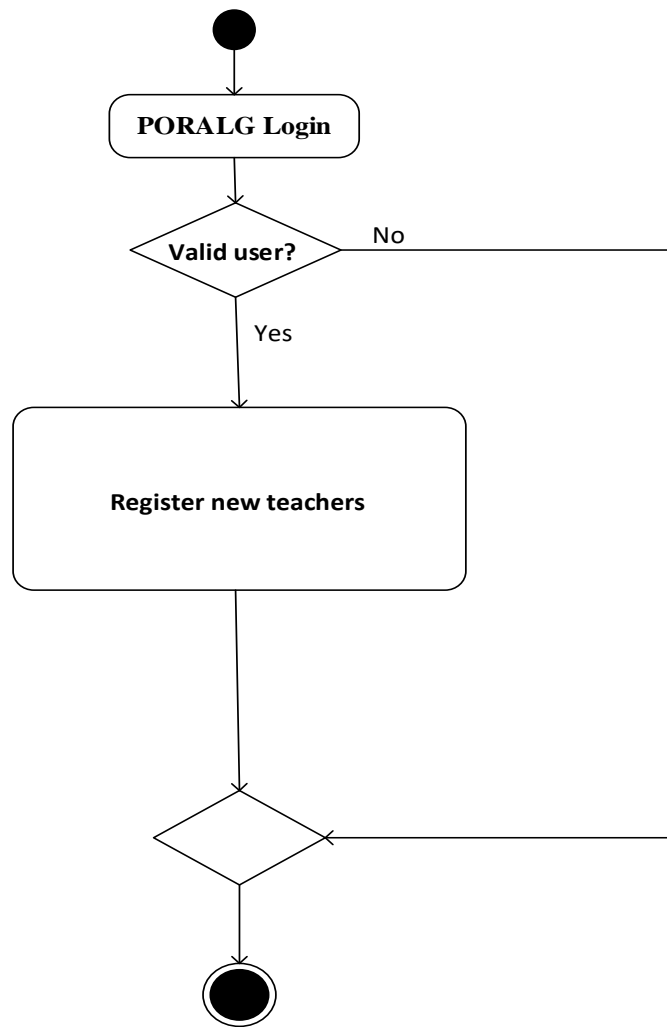 PORALG Login
Valid user?
No
Yes
Register new teachers